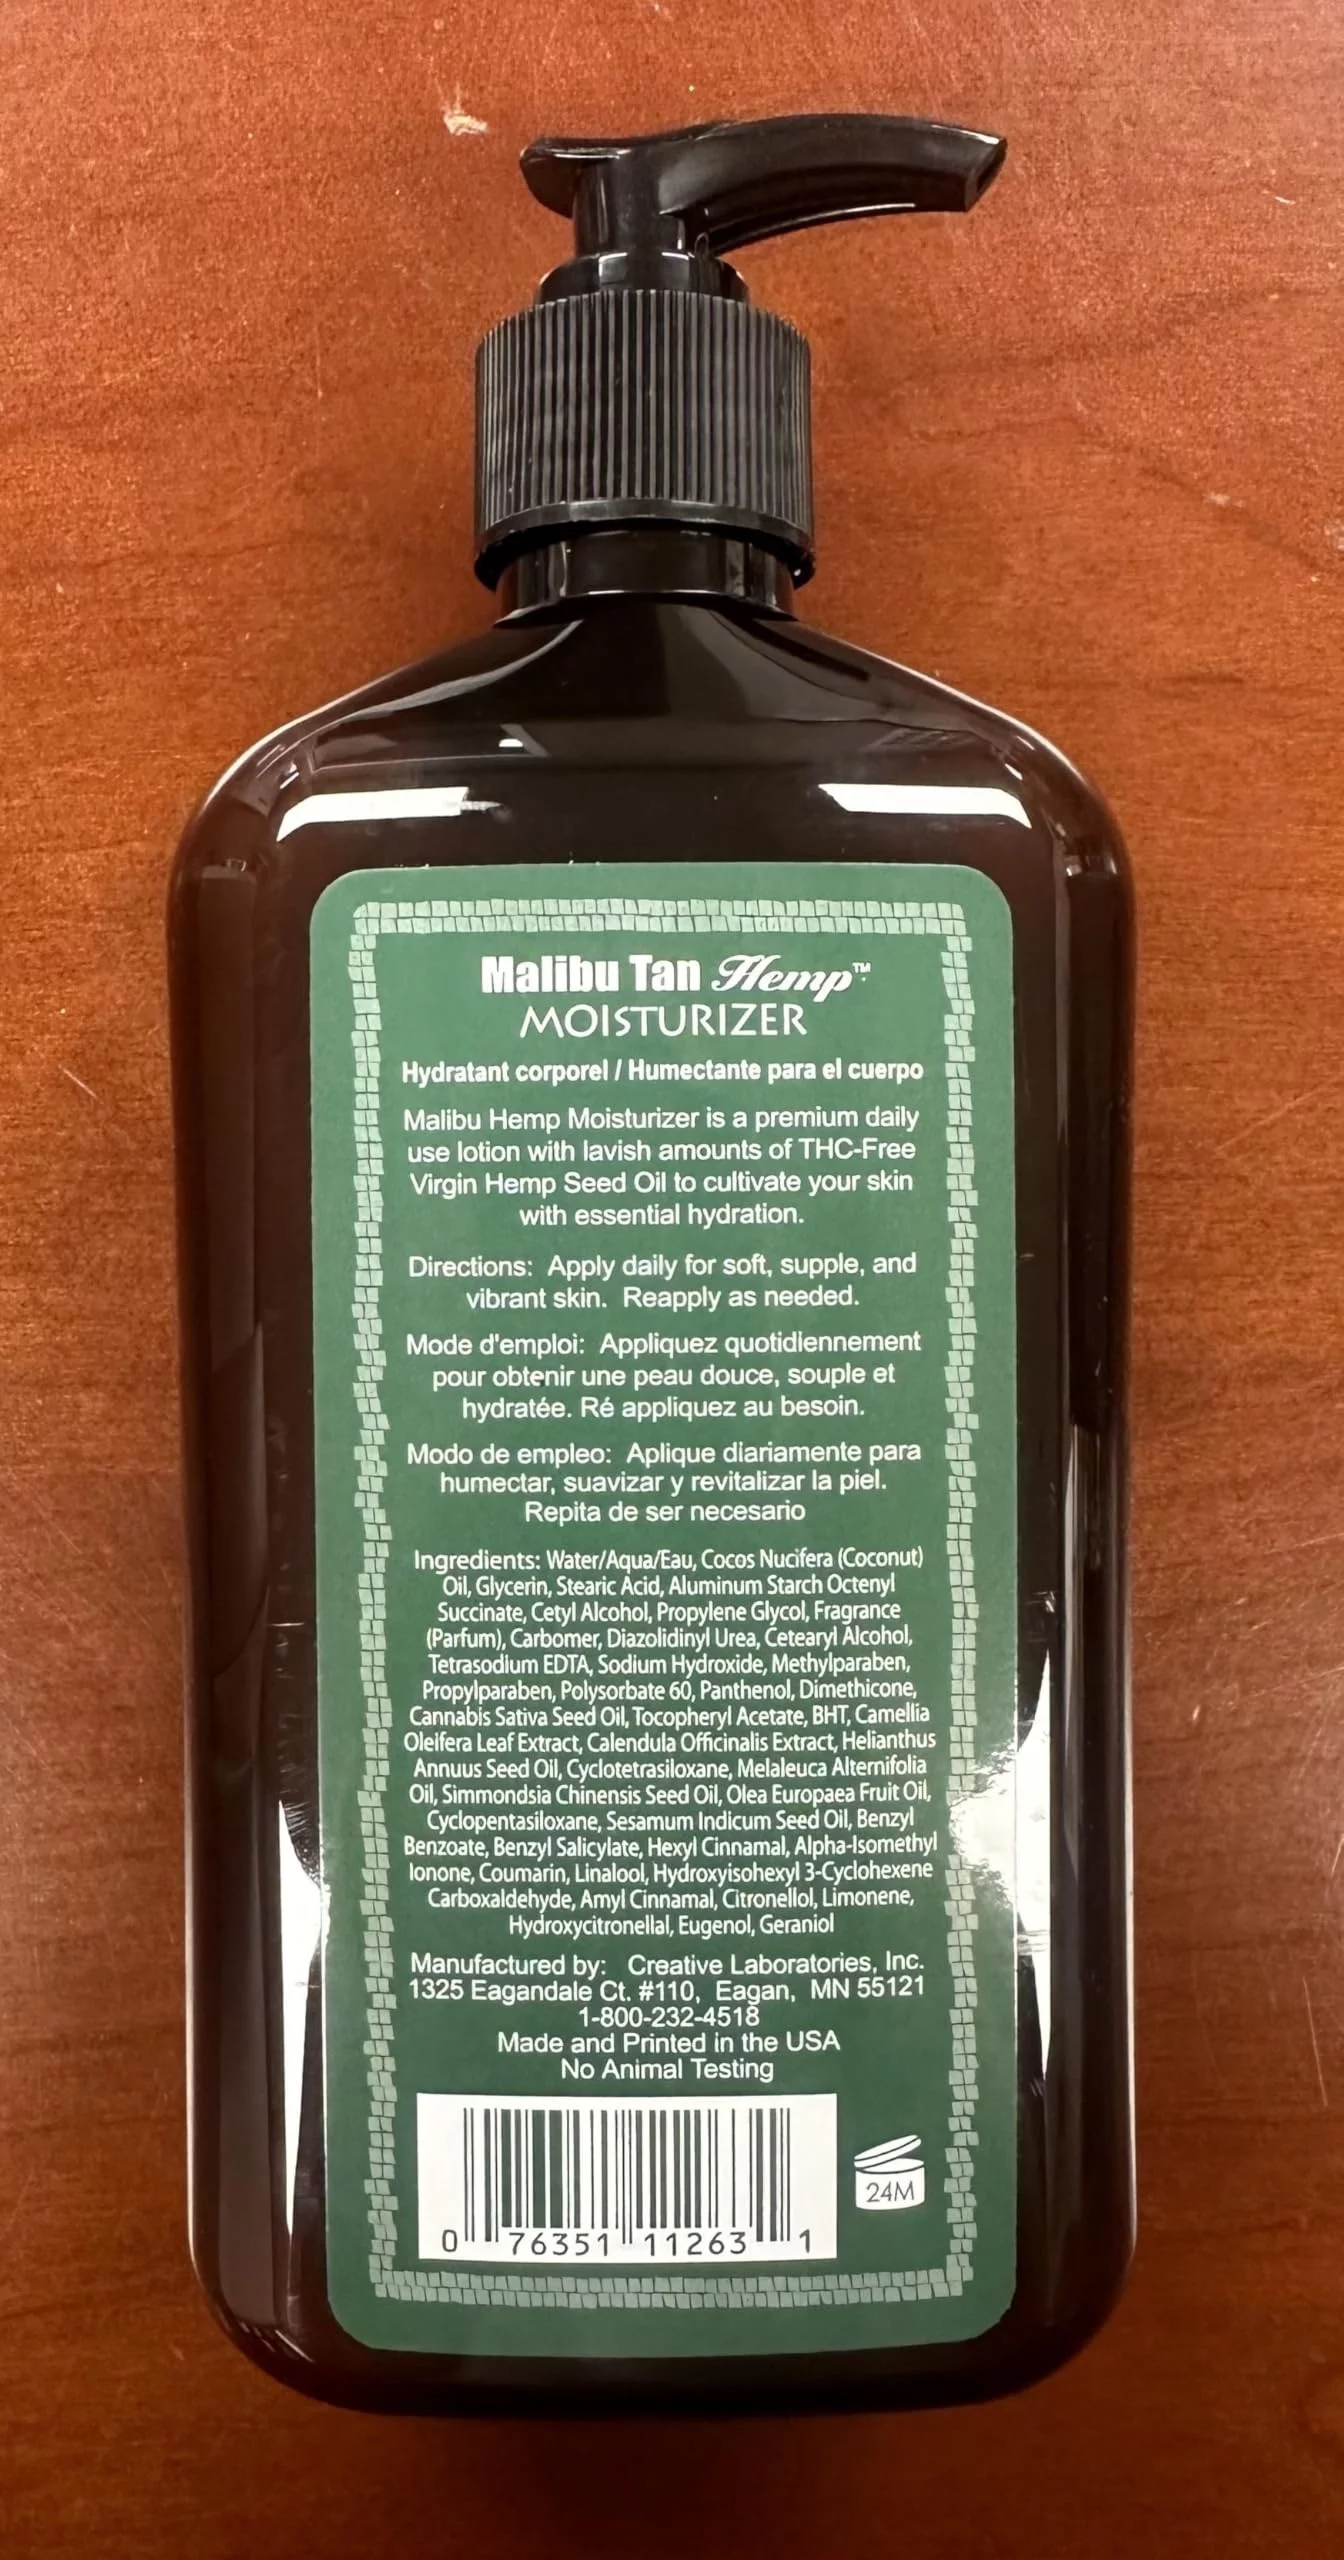 Malibu Tan Hemp™
MOISTURIZER
Hydratant corporel / Humectante para el cuerpo
Malibu Hemp Moisturizer is a premium daily
use lotion with lavish amounts of THC-Free
Virgin Hemp Seed Oil to cultivate your skin
with essential hydration.
Directions: Apply daily for soft, supple, and
vibrant skin. Reapply as needed.
Mode d'emploi: Appliquez quotidiennement
pour obtenir une peau douce, souple et
hydratée. Ré appliquez au besoin.
Modo de empleo: Aplique diariamente para
humectar, suavizar y revitalizar la piel.
Repita de ser necesario
Ingredients: Water/Aqua/Eau, Cocos Nucifera (Coconut)
Oil, Glycerin, Stearic Acid, Aluminum Starch Octenyl
Succinate, Cetyl Alcohol, Propylene Glycol, Fragrance
(Parfum), Carbomer, Diazolidinyl Urea, Cetearyl Alcohol,
Tetrasodium EDTA, Sodium Hydroxide, Methylparaben,
Propylparaben, Polysorbate 60, Panthenol, Dimethicone,
Cannabis Sativa Seed Oil, Tocopheryl Acetate, BHT, Camellia
Oleifera Leaf Extract, Calendula Officinalis Extract, Helianthus
Annuus Seed Oil, Cyclotetrasiloxane, Melaleuca Alternifolia
Oil, Simmondsia Chinensis Seed Oil, Olea Europaea Fruit Oil,
Cyclopentasiloxane, Sesamum Indicum Seed Oil, Benzyl
Benzoate, Benzyl Salicylate, Hexyl Cinnamal, Alpha-Isomethyl
Ionone, Coumarin, Linalool, Hydroxyisohexyl 3-Cyclohexene
Carboxaldehyde, Amyl Cinnamal, Citronellol, Limonene,
Hydroxycitronellal, Eugenol, Geraniol
Manufactured by: Creative Laboratories, Inc.
1325 Eagandale Ct. #110, Eagan, MN 55121
1-800-232-4518
Made and Printed in the USA
No Animal Testing
24M
0 76351 11263 1